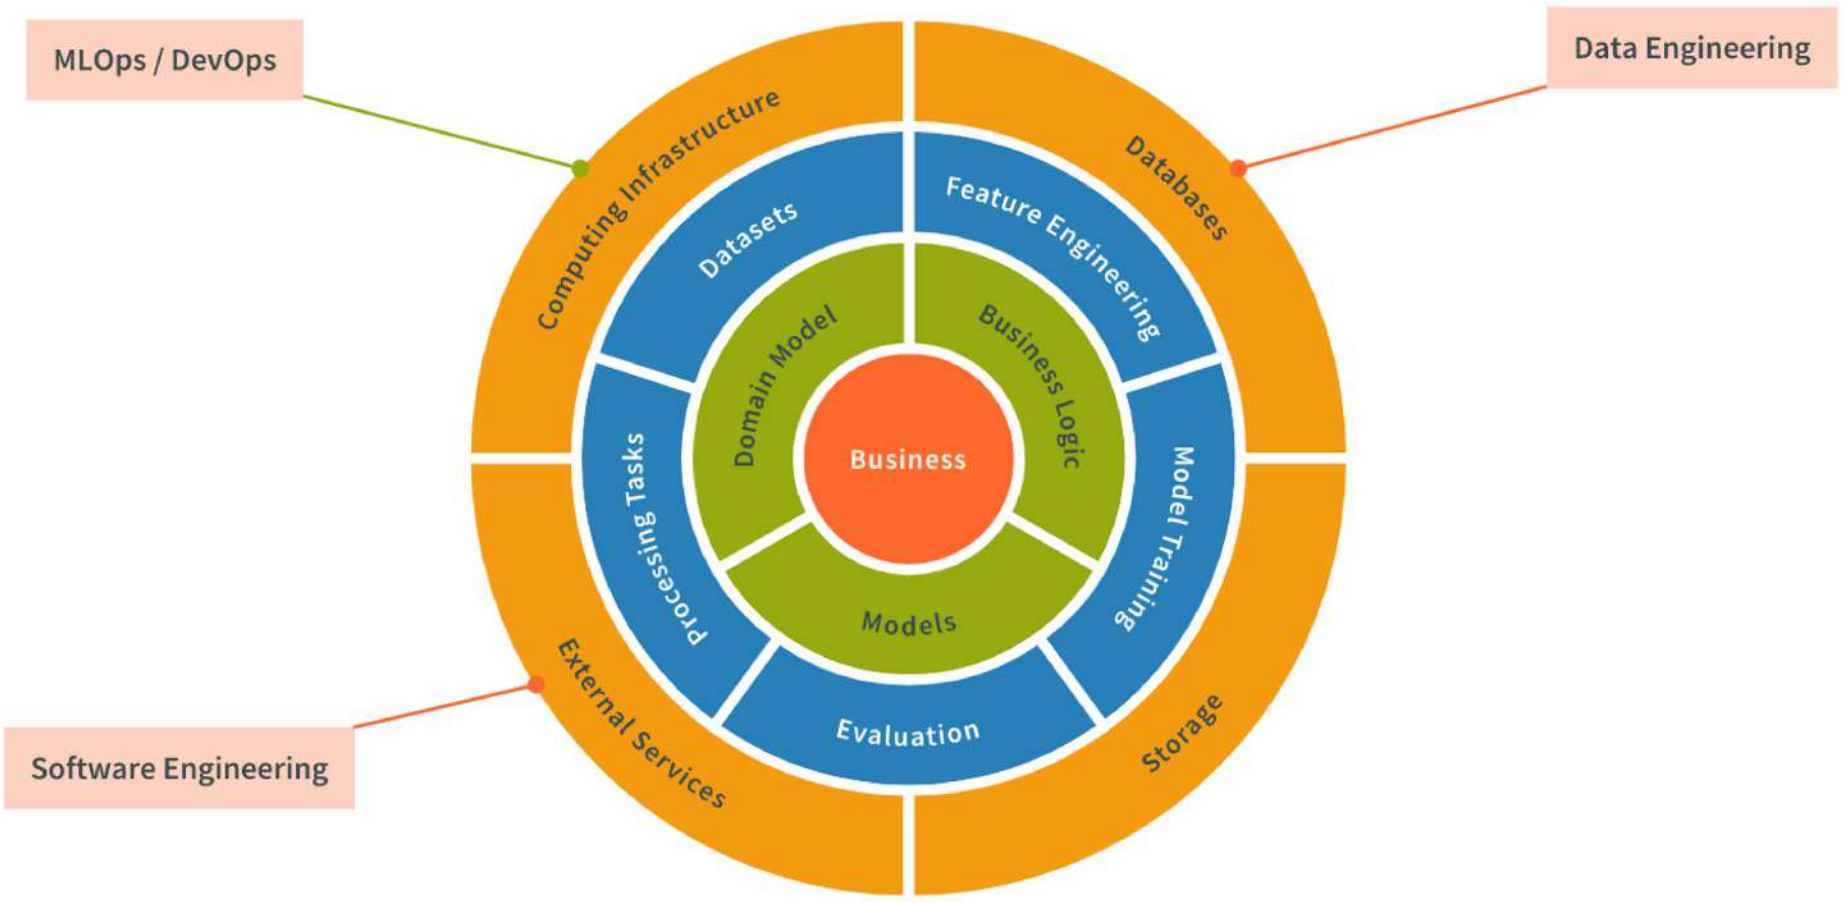 MLOps / DevOps
Data Engineering
Computing Infrastructure
Databases
Datasets
Feature Engineering
Domain Model
Business Logic
Business
Processing Tasks
Model Training
Models
External Services
Evaluation
Storage
Software Engineering